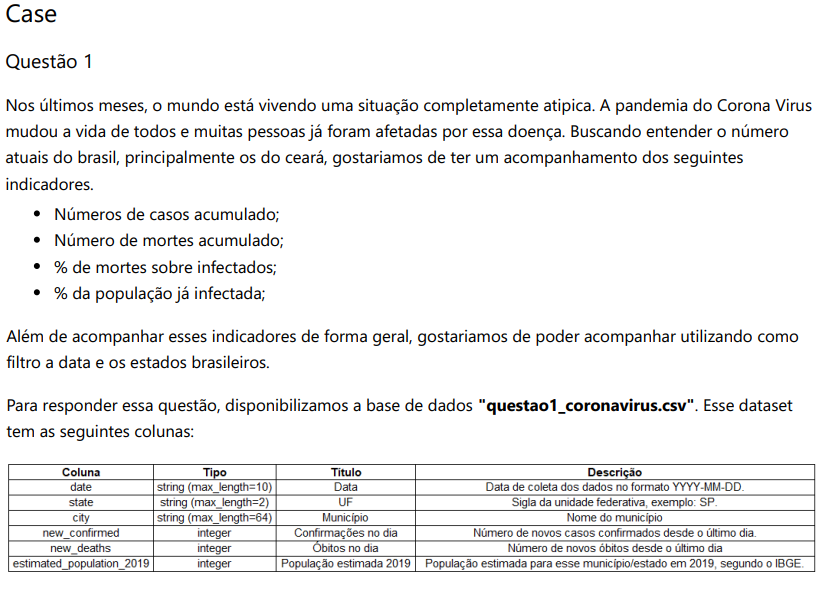 Case
Questão 1
Nos últimos meses, o mundo está vivendo uma situação completamente atipica. A pandemia do Corona Virus
mudou a vida de todos e muitas pessoas já foram afetadas por essa doença. Buscando entender o número
atuais do brasil, principalmente os do ceará, gostariamos de ter um acompanhamento dos seguintes
indicadores.
• Números de casos acumulado;
• Número de mortes acumulado;
• % de mortes sobre infectados;
• % da população já infectada;
Além de acompanhar esses indicadores de forma geral, gostariamos de poder acompanhar utilizando como
filtro a data e os estados brasileiros.
Para responder essa questão, disponibilizamos a base de dados "questao1_coronavirus.csv". Esse dataset
tem as seguintes colunas:
Coluna Tipo Título Descrição
date string (max_length=10) Data Data de coleta dos dados no formato YYYY-MM-DD.
state string (max_length=2) UF Sigla da unidade federativa, exemplo: SP.
city string (max_length=64) Município Nome do município
new_confirmed integer Confirmações no dia Número de novos casos confirmados desde o último dia.
new_deaths integer Óbitos no dia Número de novos óbitos desde o último dia
estimated_population_2019 integer População estimada 2019 População estimada para esse município/estado em 2019, segundo o IBGE.